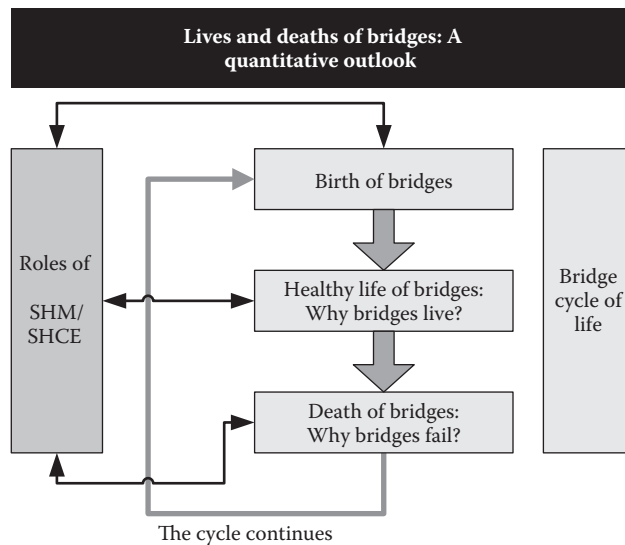 Lives and deaths of bridges: A
quantitative outlook
Roles of
SHM/
SHCE
Birth of bridges
Healthy life of bridges:
Why bridges live?
Death of bridges:
Why bridges fail?
Bridge
cycle of
life
The cycle continues